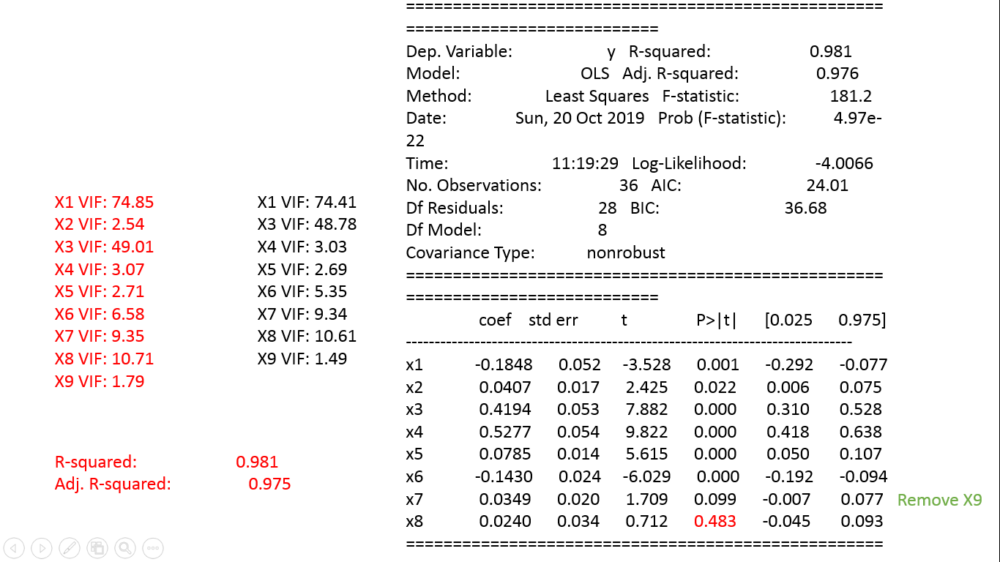 X1 VIF: 74.85
X2 VIF: 2.54
X3 VIF: 49.01
X4 VIF: 3.07
X5 VIF: 2.71
X6 VIF: 6.58
X7 VIF: 9.35
X8 VIF: 10.71
X9 VIF: 1.79
R-squared: 0.981
Adj. R-squared: 0.975
X1 VIF: 74.41
X3 VIF: 48.78
X4 VIF: 3.03
X5 VIF: 2.69
X6 VIF: 5.35
X7 VIF: 9.34
X8 VIF: 10.61
X9 VIF: 1.49
===================================================
===========================
Dep. Variable: y R-squared: 0.981
Model: OLS Adj. R-squared: 0.976
Method: Least Squares F-statistic: 181.2
Date: Sun, 20 Oct 2019 Prob (F-statistic): 4.97e-
22
Time: 11:19:29 Log-Likelihood: -4.0066
No. Observations: 36 AIC: 24.01
Df Residuals: 28 BIC: 36.68
Df Model: 8
Covariance Type: nonrobust
===================================================
===========================
coef std err t P>|t| [0.025 0.975]
------------------------------------------------------------------------------
x1 -0.1848 0.052 -3.528 0.001 -0.292 -0.077
x2 0.0407 0.017 2.425 0.022 0.006 0.075
x3 0.4194 0.053 7.882 0.000 0.310 0.528
x4 0.5277 0.054 9.822 0.000 0.418 0.638
x5 0.0785 0.014 5.615 0.000 0.050 0.107
x6 -0.1430 0.024 -6.029 0.000 -0.192 -0.094
x7 0.0349 0.020 1.709 0.099 -0.007 0.077
x8 0.0240 0.034 0.712 0.483 -0.045 0.093
===================================================
Remove X9